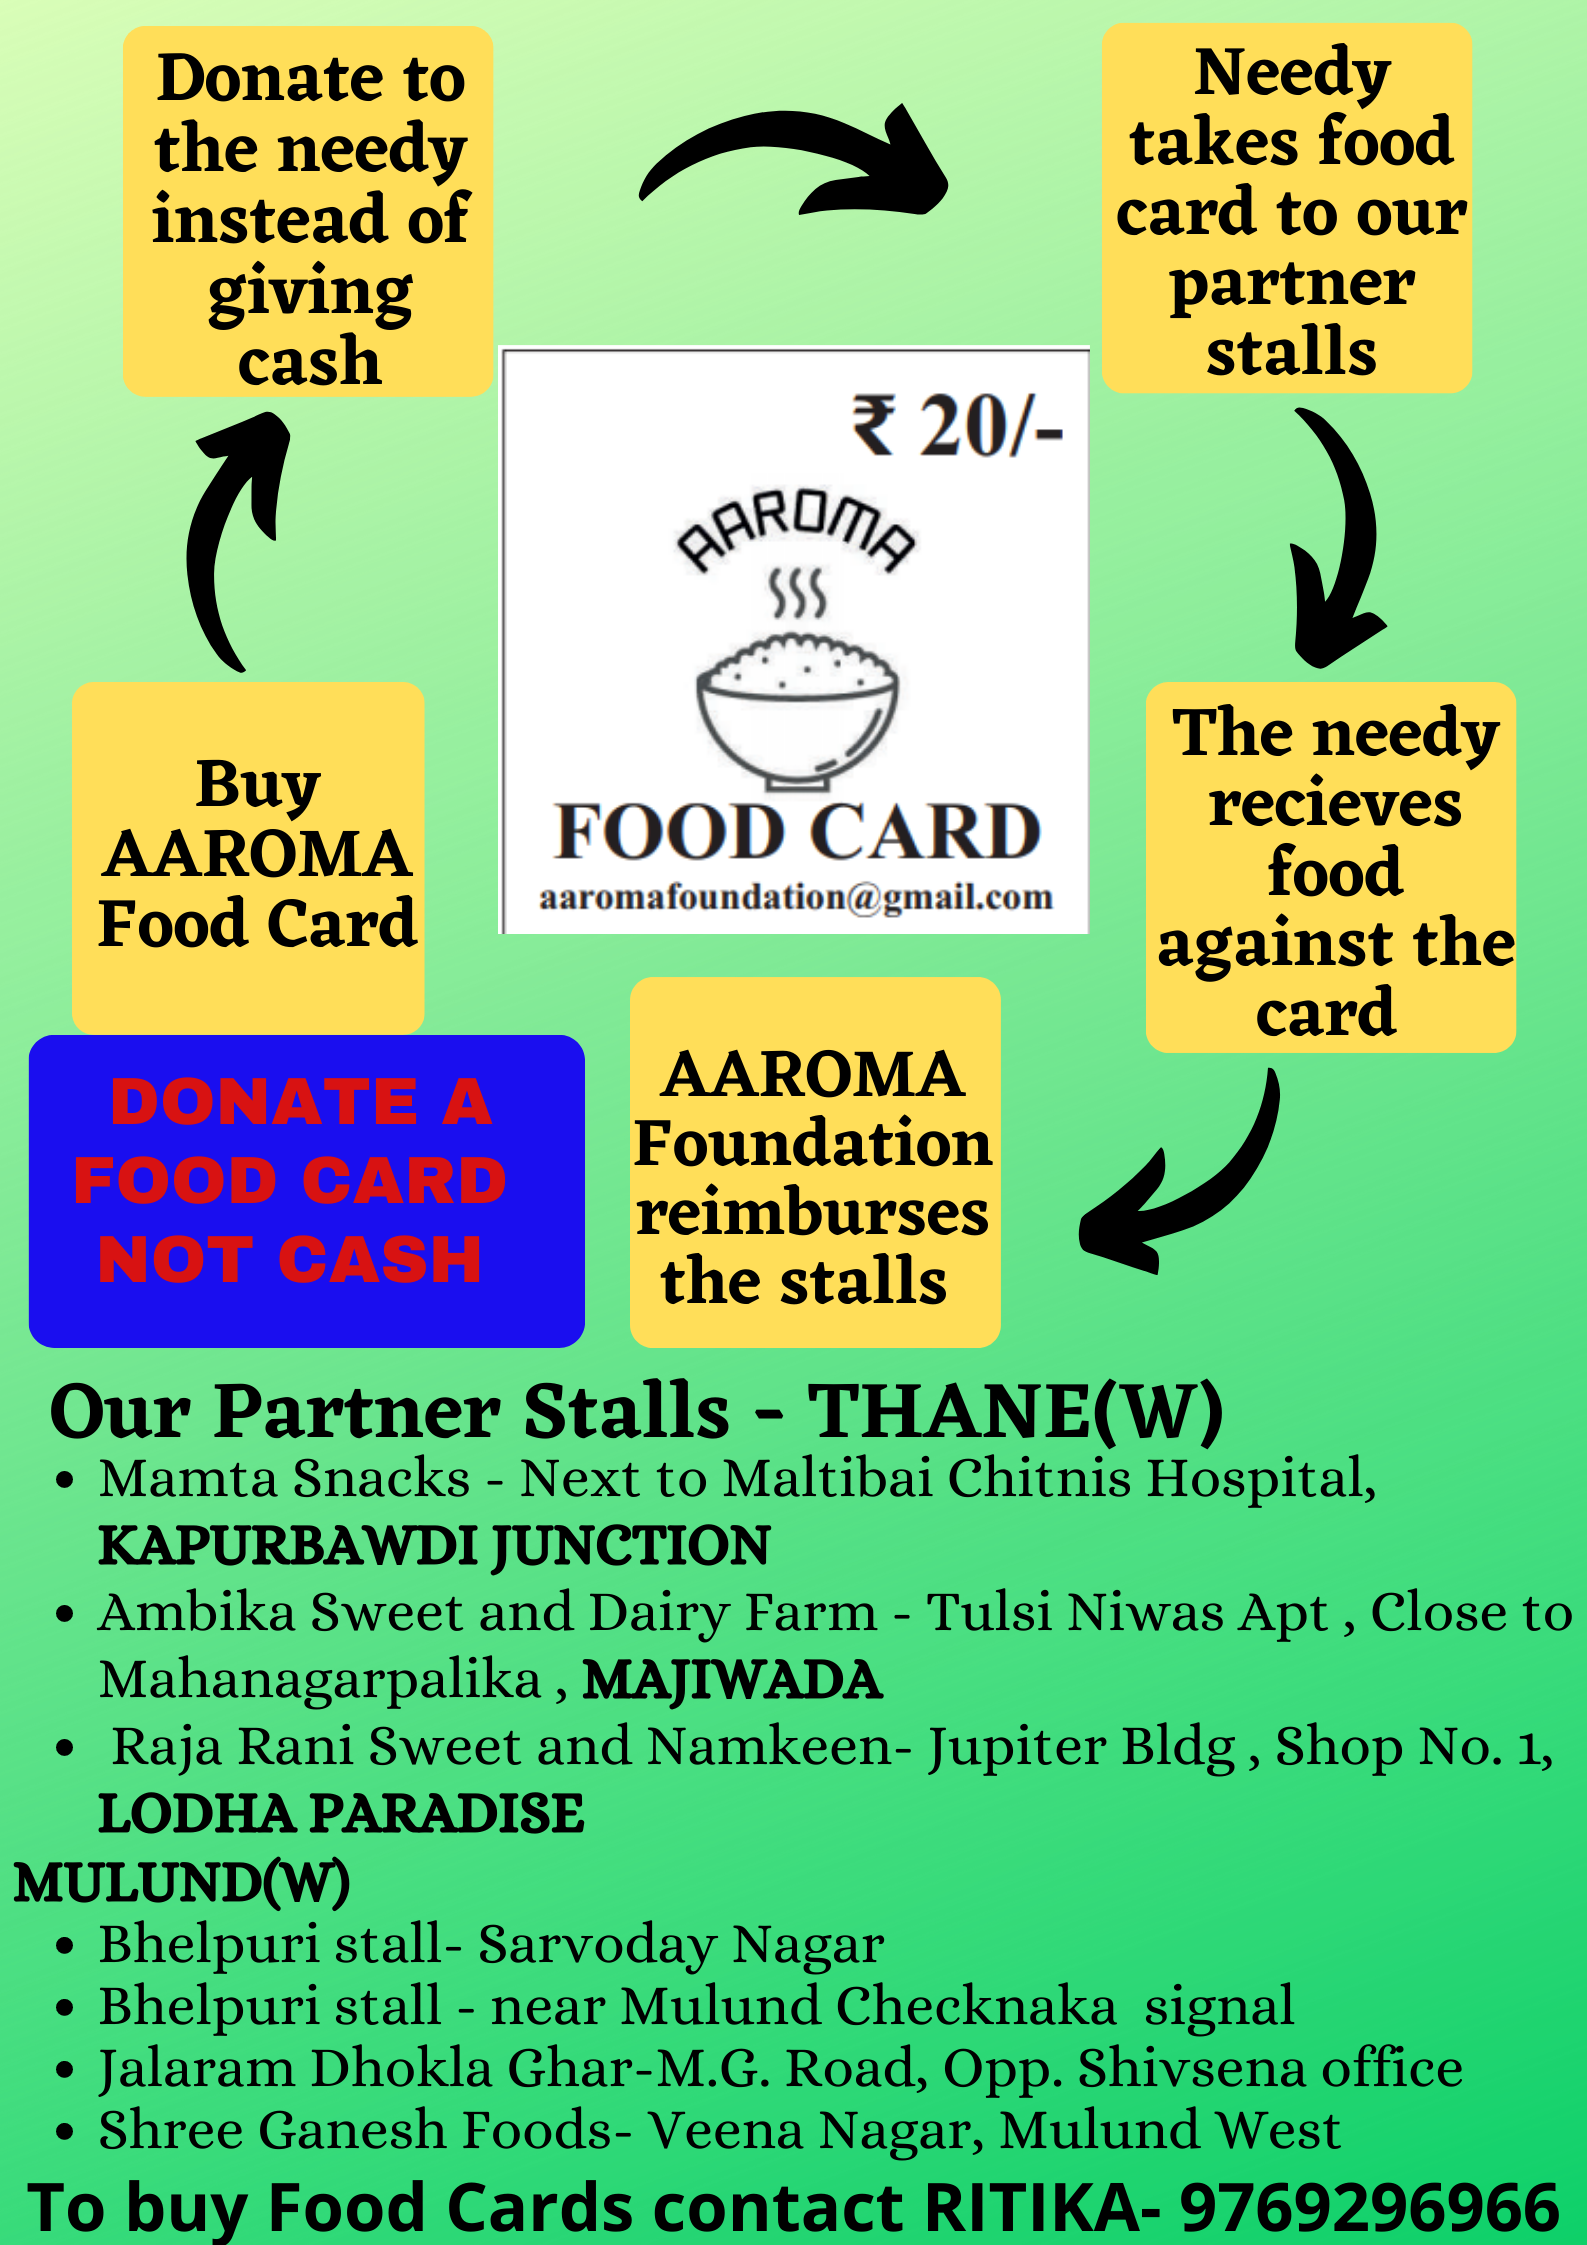 Donate to
the needy
instead of
giving
cash
Needy
takes food
card to our
partner
stalls
₹ 20/-
AAROMA
FOOD CARD
aaromafoundation@gmail.com
Buy
AAROMA
Food Card
The needy
recieves
food
against the
card
DONATE A
FOOD CARD
NOT CASH
AAROMA
Foundation
reimburses
the stalls
Our Partner Stalls - THANE(W)
• Mamta Snacks - Next to Maltibai Chitnis Hospital,
KAPURBAWDI JUNCTION
• Ambika Sweet and Dairy Farm - Tulsi Niwas Apt , Close to
Mahanagarpalika , MAJIWADA
• Raja Rani Sweet and Namkeen- Jupiter Bldg , Shop No. 1,
LODHA PARADISE
MULUND(W)
• Bhelpuri stall- Sarvoday Nagar
• Bhelpuri stall - near Mulund Checknaka signal
• Jalaram Dhokla Ghar-M.G. Road, Opp. Shivsena office
• Shree Ganesh Foods- Veena Nagar, Mulund West
To buy Food Cards contact RITIKA- 9769296966